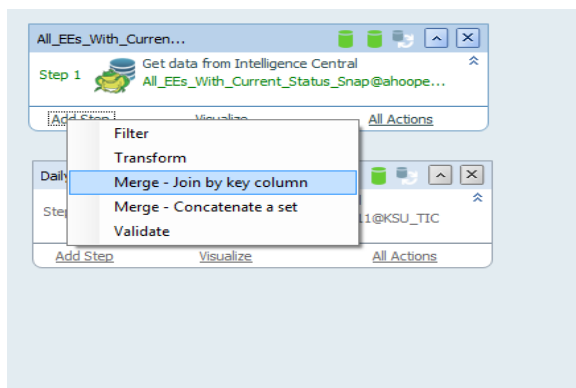 All_EEs_With_Curren...
Step 1
Get data from Intelligence Central
All_EEs_With_Current_Status_Snap@ahoope...
Add Step Visualize All Actions
Filter
Transform
Merge - Join by key column
Merge - Concatenate a set
Validate
Daily
Step
11@KSU_TIC
Add Step Visualize All Actions